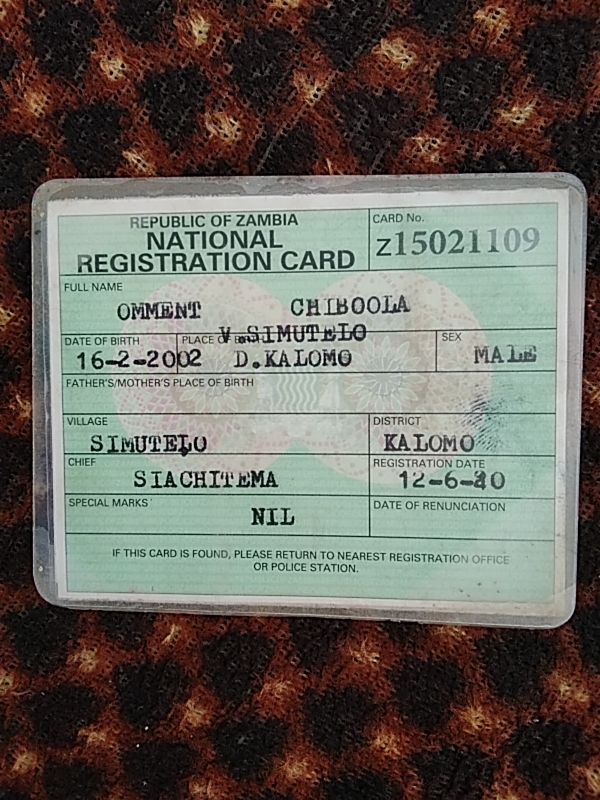 REPUBLIC OF ZAMBIA
NATIONAL
REGISTRATION CARD
CARD No.
Z15021109
FULL NAME
OMMENT CHIBOOLA
DATE OF BIRTH
16-2-2002
PLACE OF BIRTH
V.SIMUTELO
D.KALOMO
SEX
MALE
FATHER'S/MOTHER'S PLACE OF BIRTH
VILLAGE
SIMUTELO
DISTRICT
KALOMO
CHIEF
SIACHITEMA
REGISTRATION DATE
12-6-
SPECIAL MARKS
NIL
DATE OF RENUNCIATION
IF THIS CARD IS FOUND, PLEASE RETURN TO NEAREST REGISTRATION OFFICE
OR POLICE STATION.